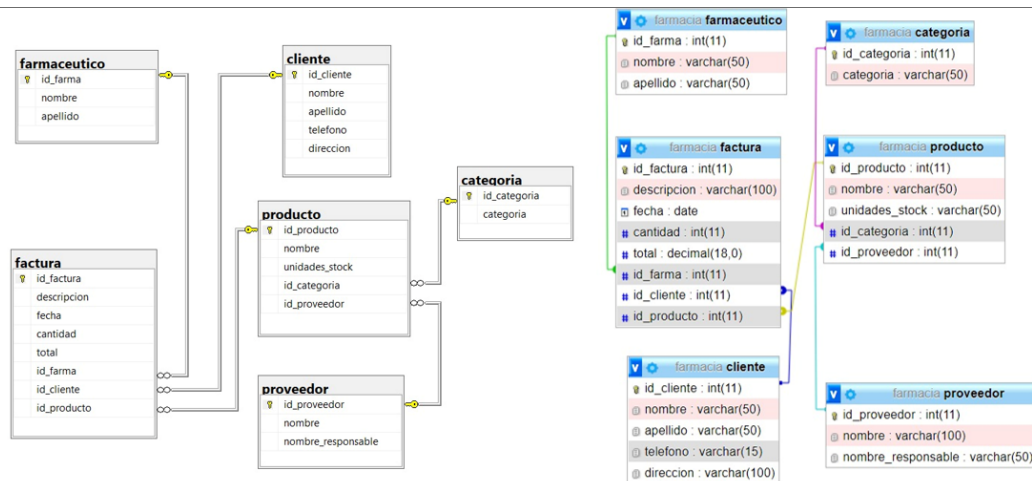 farmaceutico
id_farma
nombre
apellido
cliente
id_cliente
nombre
apellido
telefono
direccion
categoria
id_categoria
categoria
producto
id_producto
nombre
unidades_stock
id_categoria
id_proveedor
factura
id_factura
descripcion
fecha
cantidad
total
id_farma
id_cliente
id_producto
proveedor
id_proveedor
nombre
nombre_responsable
v farmacia farmaceutico
id_farma : int(11)
nombre : varchar(50)
apellido : varchar(50)
v farmacia categoria
id_categoria : int(11)
categoria : varchar(50)
v farmacia factura
id_factura : int(11)
descripcion : varchar(100)
fecha : date
# cantidad : int(11)
# total : decimal(18,0)
# id_farma : int(11)
# id_cliente : int(11)
# id_producto : int(11)
v farmacia producto
id_producto : int(11)
nombre : varchar(50)
unidades_stock : varchar(50)
# id_categoria : int(11)
# id_proveedor : int(11)
v farmacia cliente
id_cliente : int(11)
nombre : varchar(50)
apellido : varchar(50)
telefono : varchar(15)
direccion : varchar(100)
v farmacia proveedor
id_proveedor : int(11)
nombre : varchar(100)
nombre_responsable : varchar(50)